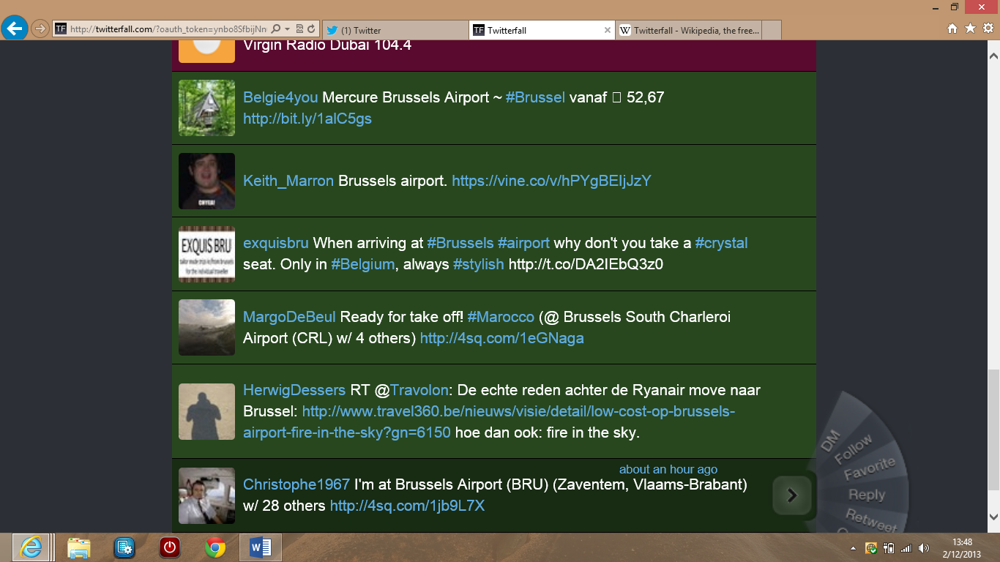 http://twitterfall.com/?oauth_token=ynbo8SfbijNn
(1) Twitter
TF Twitterfall
W Twitterfall - Wikipedia, the free...
Virgin Radio Dubai 104.4
Belgie4you Mercure Brussels Airport ~ #Brussel vanaf 52,67
http://bit.ly/1alC5gs
Keith_Marron Brussels airport. https://vine.co/v/hPYgBEIjJzY
EXQUIS BRU
exquisbru When arriving at #Brussels #airport why don't you take a #crystal
seat. Only in #Belgium, always #stylish http://t.co/DA2IEbQ3z0
MargoDeBeul Ready for take off! #Marocco (@ Brussels South Charleroi
Airport (CRL) w/ 4 others) http://4sq.com/1eGNaga
HerwigDessers RT @Travolon: De echte reden achter de Ryanair move naar
Brussel: http://www.travel360.be/nieuws/visie/detail/low-cost-op-brussels-
airport-fire-in-the-sky?gn=6150 hoe dan ook: fire in the sky.
about an hour ago
Christophe1967 I'm at Brussels Airport (BRU) (Zaventem, Vlaams-Brabant)
w/ 28 others http://4sq.com/1jb9L7X
DM
Follow
Favorite
Reply
Retweet
13:48
2/12/2013